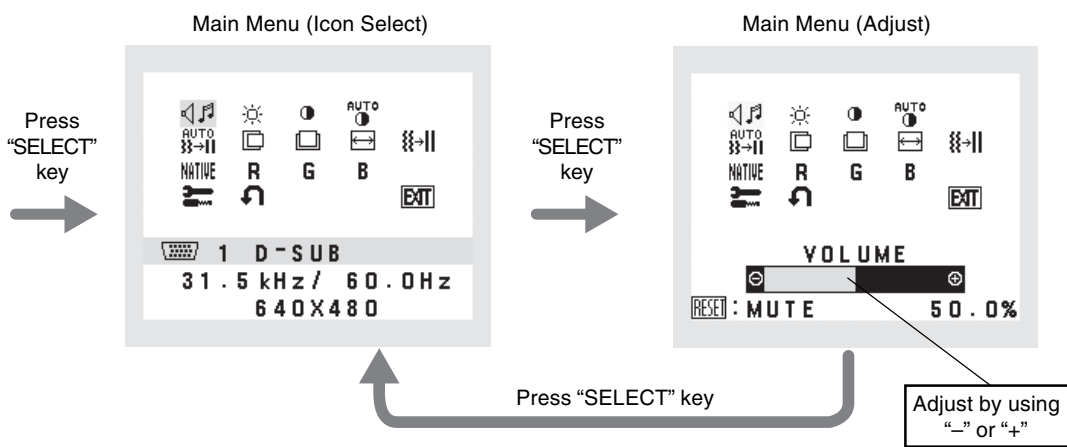 Main Menu (Icon Select)
Press
“SELECT”
key
AUTO
AUTO
NATIVE R G B
EXIT
1 D-SUB
31.5 kHz/ 60.0Hz
640X480
Press
“SELECT”
key
Main Menu (Adjust)
AUTO
AUTO
NATIVE R G B
EXIT
VOLUME
RESET : MUTE 50.0%
Press “SELECT” key
Adjust by using
“–” or “+”